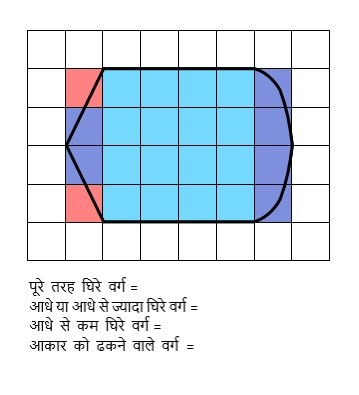 पूरे तरह घिरे वर्ग =
आधे या आधे से ज्यादा घिरे वर्ग =
आधे से कम घिरे वर्ग =
आकार को ढकने वाले वर्ग =